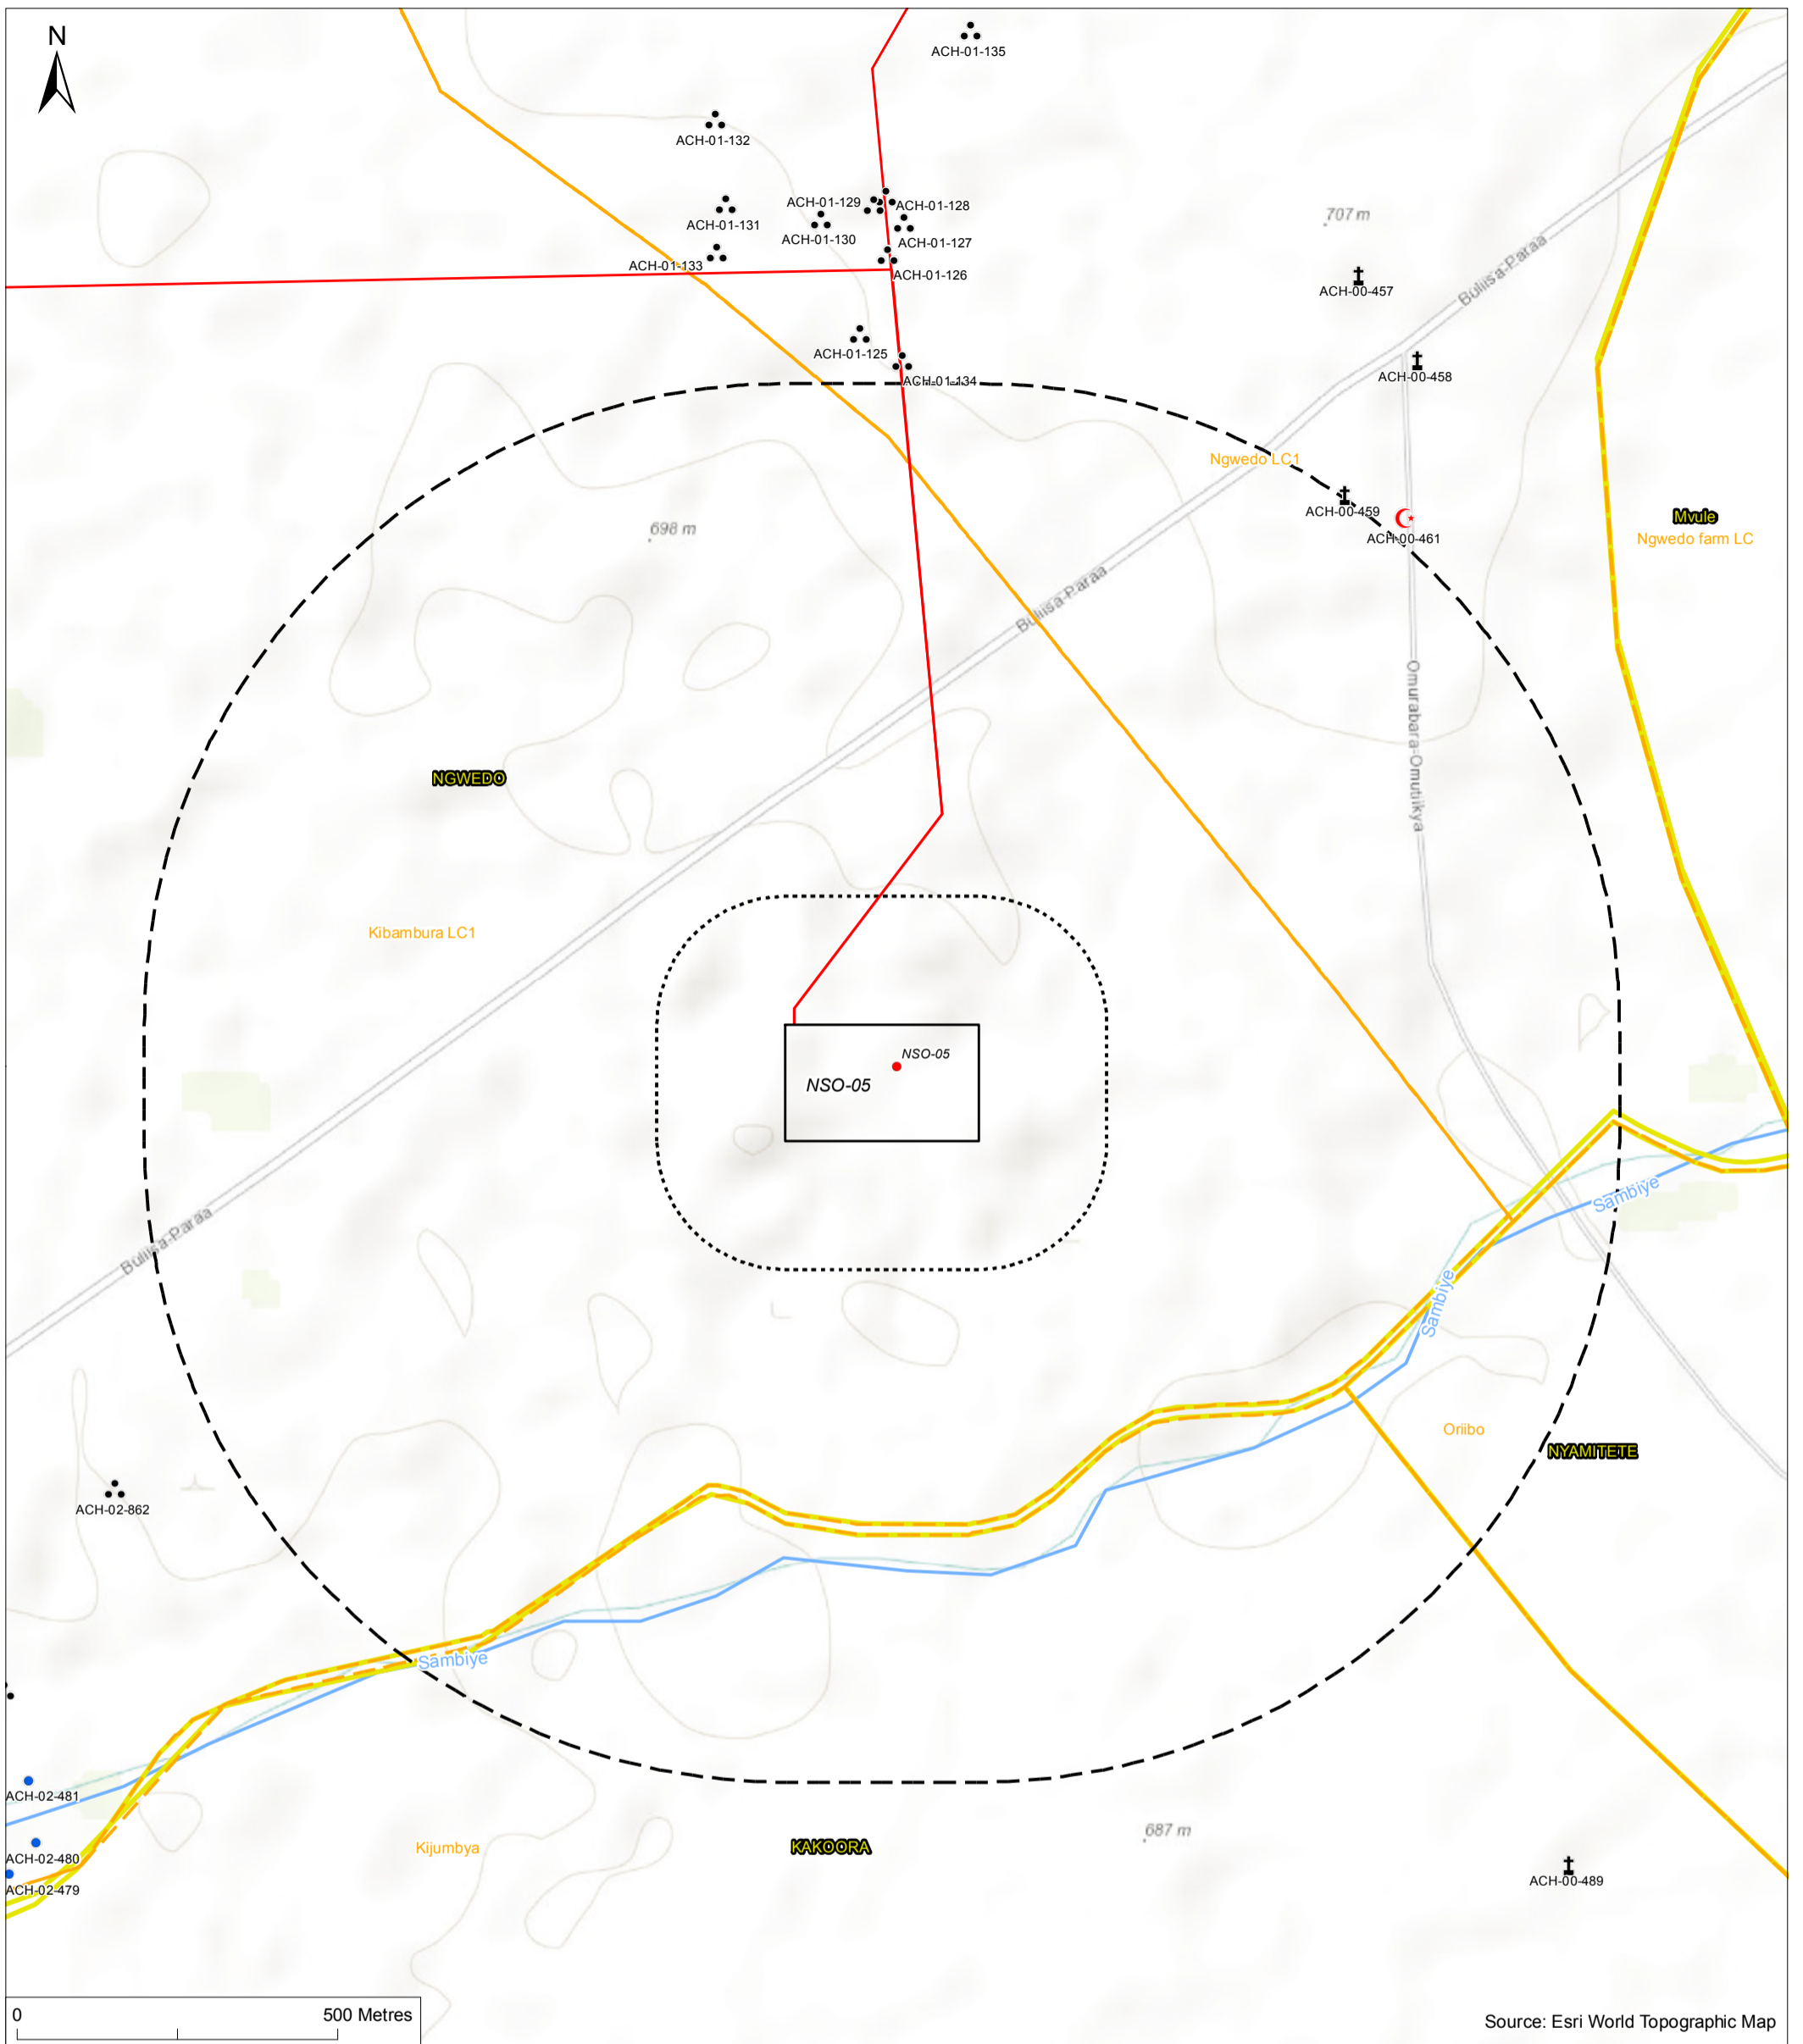 N
ACH-01-135
ACH-01-132
ACH-01-129
ACH-01-128
ACH-01-131
ACH-01-130
ACH-01-127
ACH-01-133
ACH-01-126
707 m
Buliisa-Paraa
ACH-00-457
ACH-01-125
ACH-01-134
ACH-00-458
Ngwedo LC1
ACH-00-459
ACH-00-461
Mvule
Ngwedo farm LC
698 m
Buliisa-Paraa
Omurabara-Omutiikya
NGWEDO
Kibambura LC1
NSO-05
NSO-05
Buliisa-Paraa
Sambiye
Sambiye
Oriibo
NYAMITETE
ACH-02-862
Sambiye
ACH-02-481
ACH-02-480
ACH-02-479
Kijumbya
KAKOORA
687 m
ACH-00-489
0 500 Metres
Source: Esri World Topographic Map